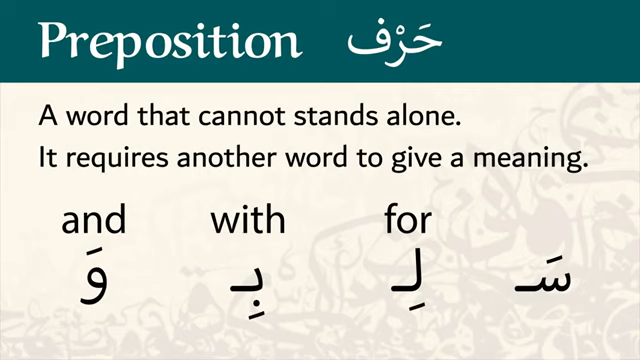 Preposition حَرْف
A word that cannot stands alone.
It requires another word to give a meaning.
and with for
وَ بِـ لِـ سَـ